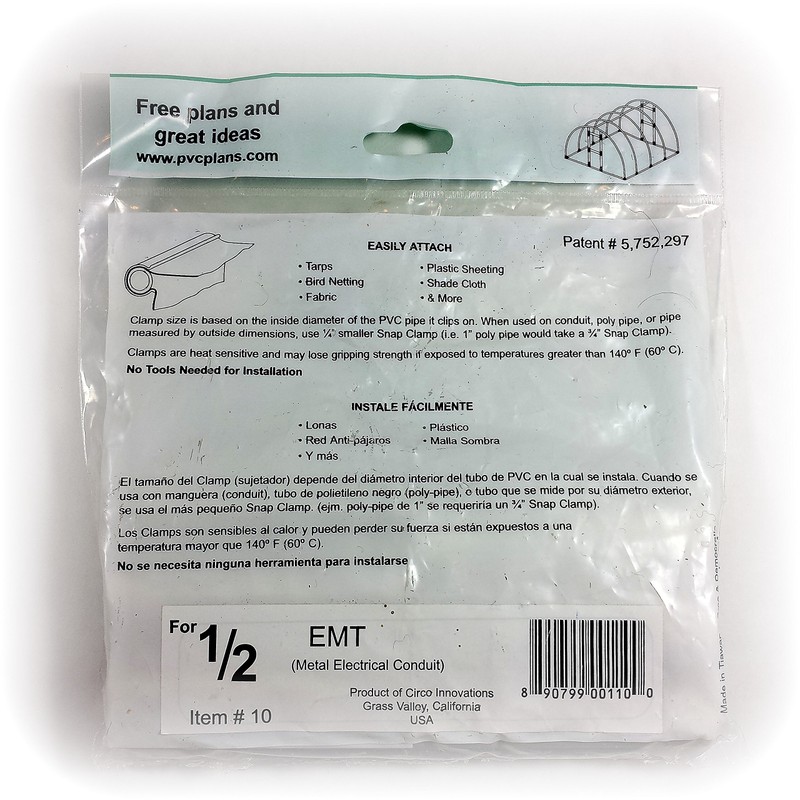 Free plans and
great ideas
www.pvcplans.com
Patent # 5,752,297
EASILY ATTACH
• Tarps
• Bird Netting
• Fabric
• Plastic Sheeting
• Shade Cloth
• & More
Clamp size is based on the inside diameter of the PVC pipe it clips on. When used on conduit, poly pipe, or pipe
measured by outside dimensions, use ¼" smaller Snap Clamp (i.e. 1" poly pipe would take a ¾" Snap Clamp).
Clamps are heat sensitive and may lose gripping strength if exposed to temperatures greater than 140º F (60º C).
No Tools Needed for Installation
INSTALE FÁCILMENTE
• Lonas
• Red Anti-pájaros
• Y más
• Plástico
• Malla Sombra
El tamaño del Clamp (sujetador) depende del diámetro interior del tubo de PVC en la cual se instala. Cuando se
usa con manguera (conduit), tubo de polietileno negro (poly-pipe), o tubo que se mide por su diámetro exterior,
se usa el más pequeño Snap Clamp. (ejm. poly-pipe de 1" se requeriria un ¾" Snap Clamp).
Los Clamps son sensibles al calor y pueden perder su fuerza si están expuestos a una
temperatura mayor que 140º F (60º C).
No se necesita ninguna herramienta para instalarse
For 1/2
EMT
(Metal Electrical Conduit)
Item # 10
Product of Circo Innovations
Grass Valley, California
USA
8 90799 00110 0
Made in